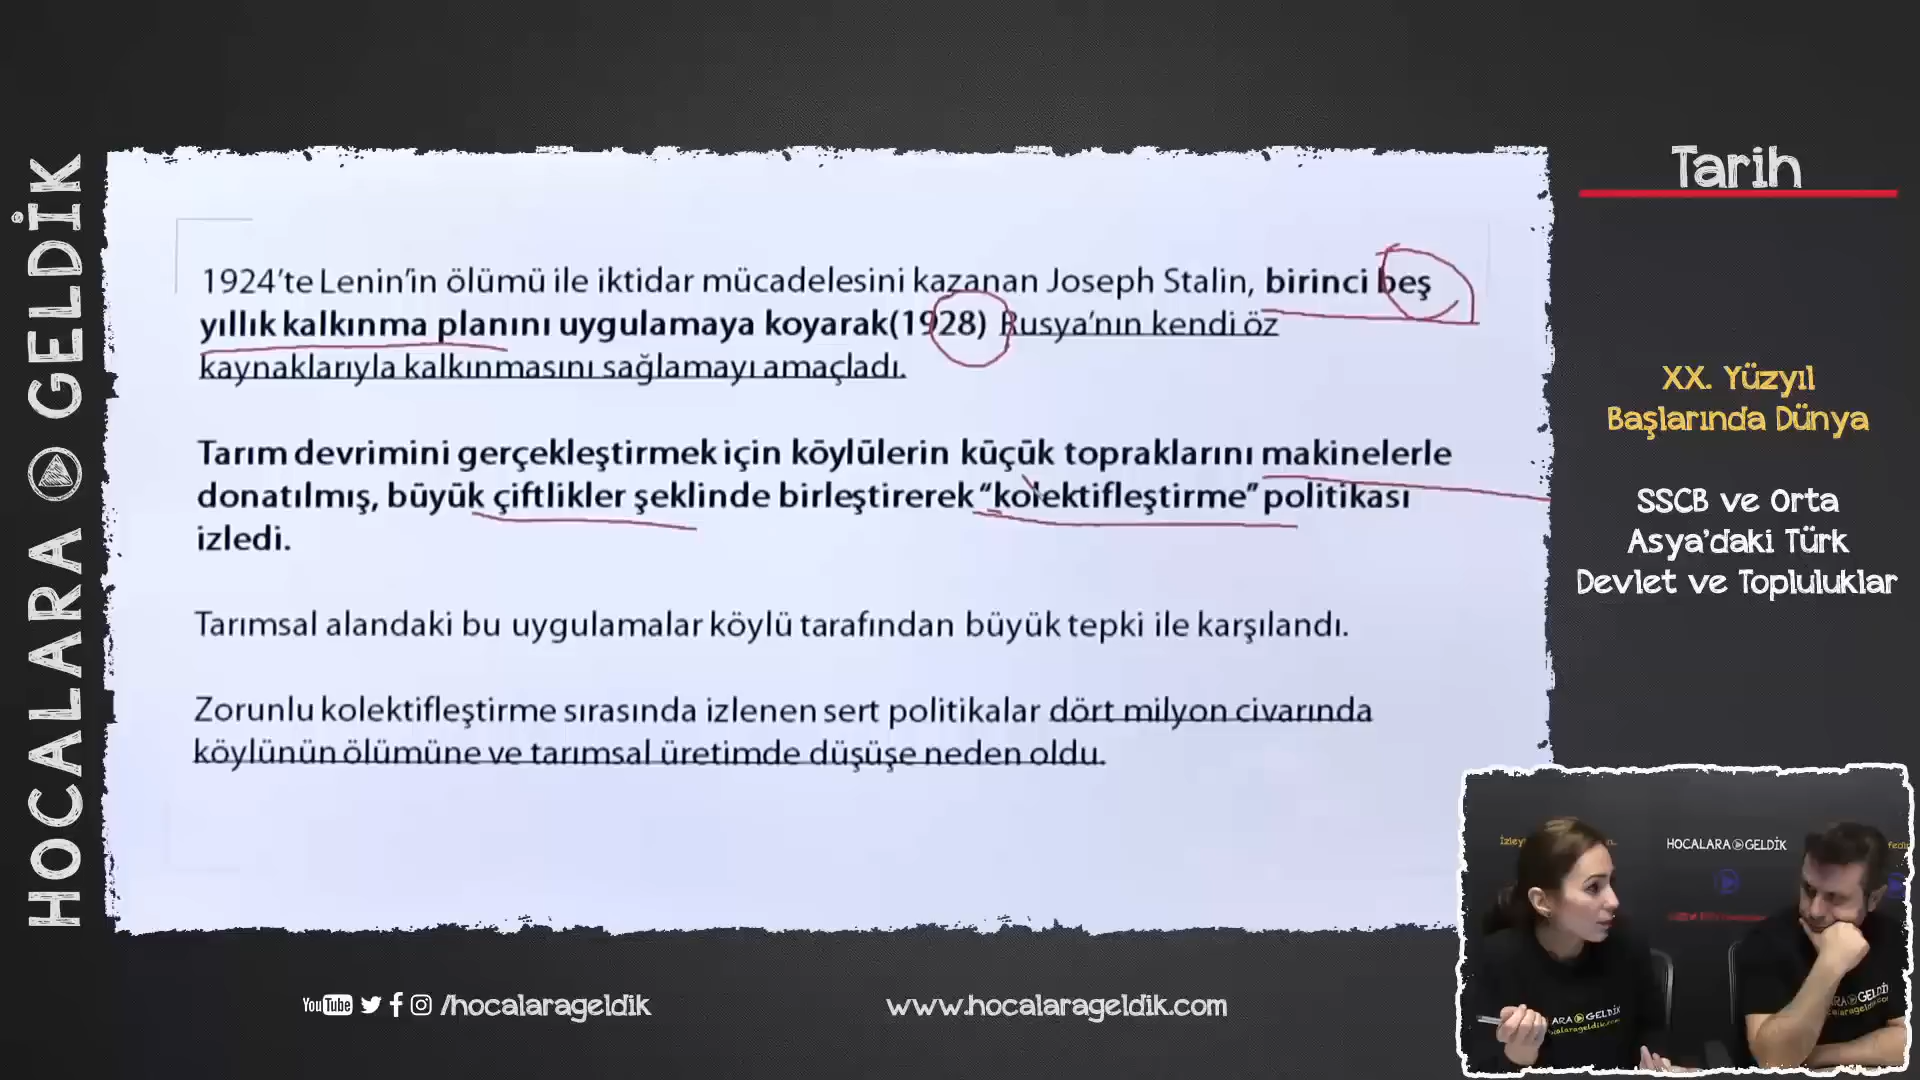 HOCALARA GELDİK
1924'te Lenin'in ölümü ile iktidar mücadelesini kazanan Joseph Stalin, birinci beş
yıllık kalkınma planını uygulamaya koyarak(1928) Rusya'nın kendi öz
kaynaklarıyla kalkınmasını sağlamayı amaçladı.
Tarım devrimini gerçekleştirmek için köylülerin küçük topraklarını makinelerle
donatılmış, büyük çiftlikler şeklinde birleştirerek "kolektifleştirme" politikası
izledi.
Tarımsal alandaki bu uygulamalar köylü tarafından büyük tepki ile karşılandı.
Zorunlu kolektifleştirme sırasında izlenen sert politikalar dört milyon civarında
köylünün ölümüne ve tarımsal üretimde düşüşe neden oldu.
Tarih
XX. Yüzyıl
Başlarında Dünya
SSCB ve Orta
Asya'daki Türk
Devlet ve Topluluklar
HOCALARA GELDİK
YouTube /hocalarageldik
www.hocalarageldik.com